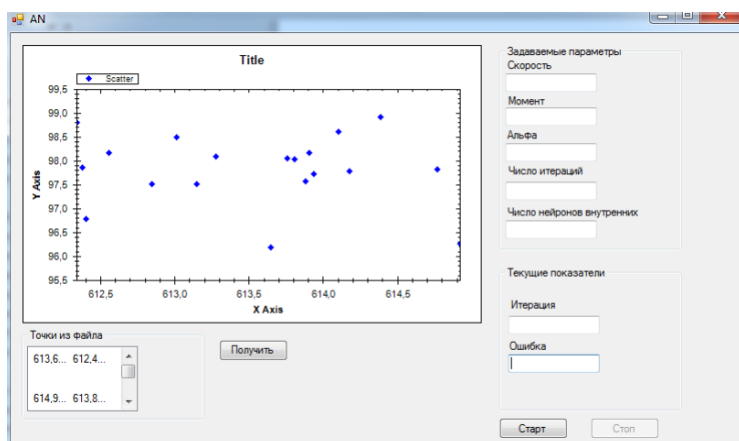 AN
Title
Scatter
99,5
99,0
98,5
98,0
97,5
97,0
96,5
96,0
95,5
Y Axis
612,5 613,0 613,5 614,0 614,5
X Axis
Точки из файла
613,6... 612,4...
614,9... 613,8...
Получить
Задаваемые параметры
Скорость
Момент
Альфа
Число итераций
Число нейронов внутренних
Текущие показатели
Итерация
Ошибка
Старт Стоп